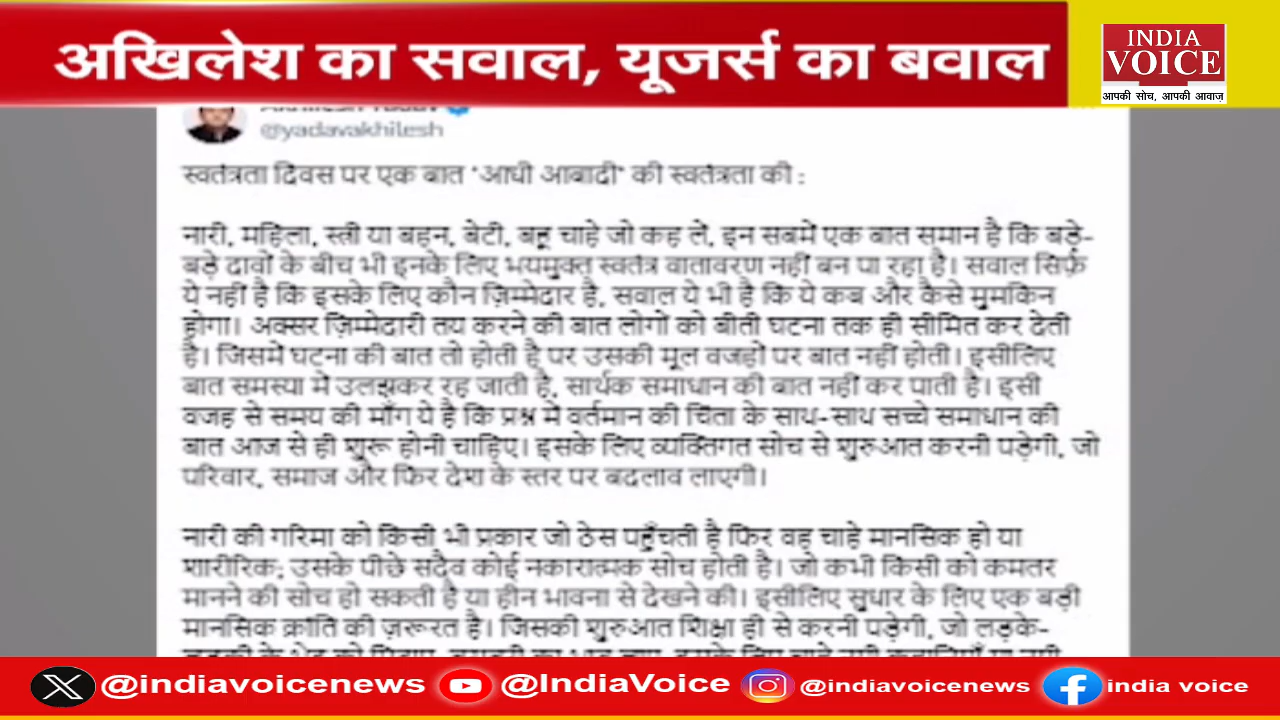 अखिलेश का सवाल, यूजर्स का बवाल
INDIA
VOICE
आपकी सोच, आपकी आवाज़
@yadavakhilesh
स्वतंत्रता दिवस पर एक बात 'आधी आबादी' की स्वतंत्रता की :
नारी, महिला, स्त्री या बहन, बेटी, बहू चाहे जो कह लें, इन सबमें एक बात समान है कि बड़े-
बड़े दावों के बीच भी इनके लिए भयमुक्त स्वतंत्र वातावरण नहीं बन पा रहा है। सवाल सिर्फ़
ये नहीं है कि इसके लिए कौन ज़िम्मेदार है, सवाल ये भी है कि ये कब और कैसे मुमकिन
होगा। अक्सर ज़िम्मेदारी तय करने की बात लोगों को बीती घटना तक ही सीमित कर देती
है। जिसमें घटना की बात तो होती है पर उसकी मूल वजहों पर बात नहीं होती। इसीलिए
बात समस्या में उलझकर रह जाती है, सार्थक समाधान की बात नहीं कर पाती है। इसी
वजह से समय की माँग ये है कि प्रश्न में वर्तमान की चिंता के साथ-साथ सच्चे समाधान की
बात आज से ही शुरू होनी चाहिए। इसके लिए व्यक्तिगत सोच से शुरुआत करनी पड़ेगी, जो
परिवार, समाज और फिर देश के स्तर पर बदलाव लाएगी।
नारी की गरिमा को किसी भी प्रकार जो ठेस पहुँचती है फिर वह चाहे मानसिक हो या
शारीरिक; उसके पीछे सदैव कोई नकारात्मक सोच होती है। जो कभी किसी को कमतर
मानने की सोच हो सकती है या हीन भावना से देखने की। इसीलिए सुधार के लिए एक बड़ी
मानसिक क्रांति की ज़रूरत है। जिसकी शुरुआत शिक्षा ही से करनी पड़ेगी, जो लड़के-
@indiavoicenews @IndiaVoice @indiavoicenews india voice